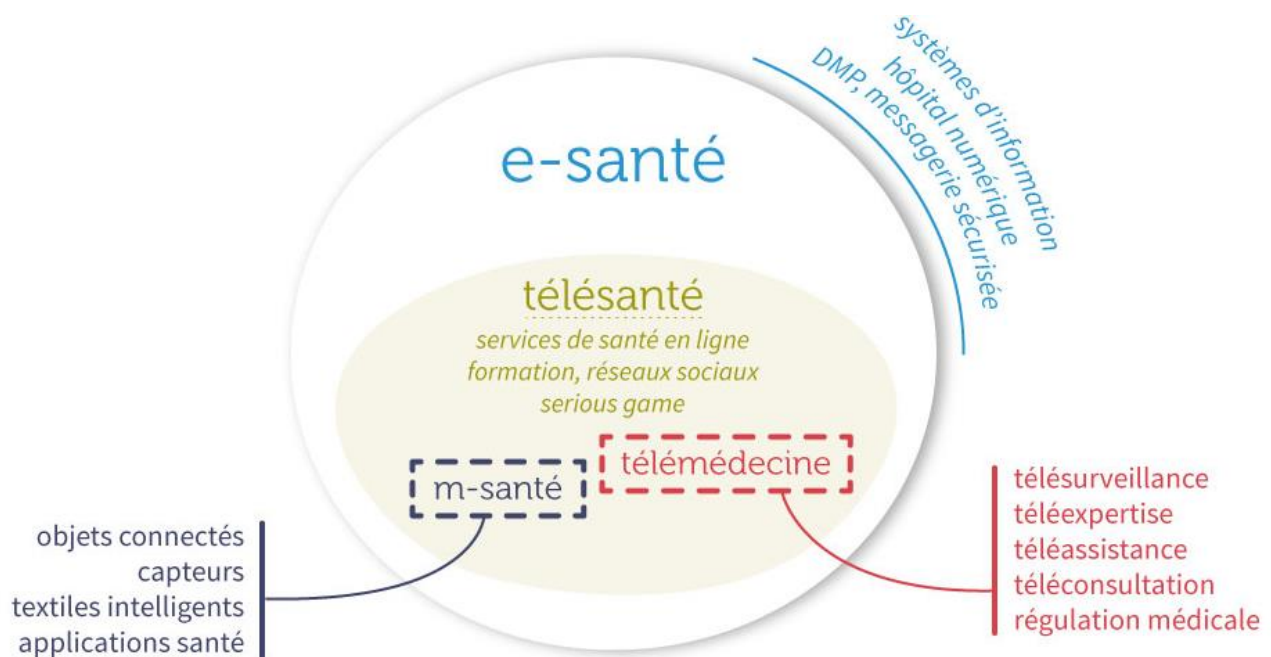 systèmes d'information
hôpital numérique
DMP, messagerie sécurisée
e-santé
télésanté
services de santé en ligne
formation, réseaux sociaux
serious game
télémédecine
m-santé
objets connectés
capteurs
textiles intelligents
applications santé
télésurveillance
téléexpertise
téléassistance
téléconsultation
régulation médicale